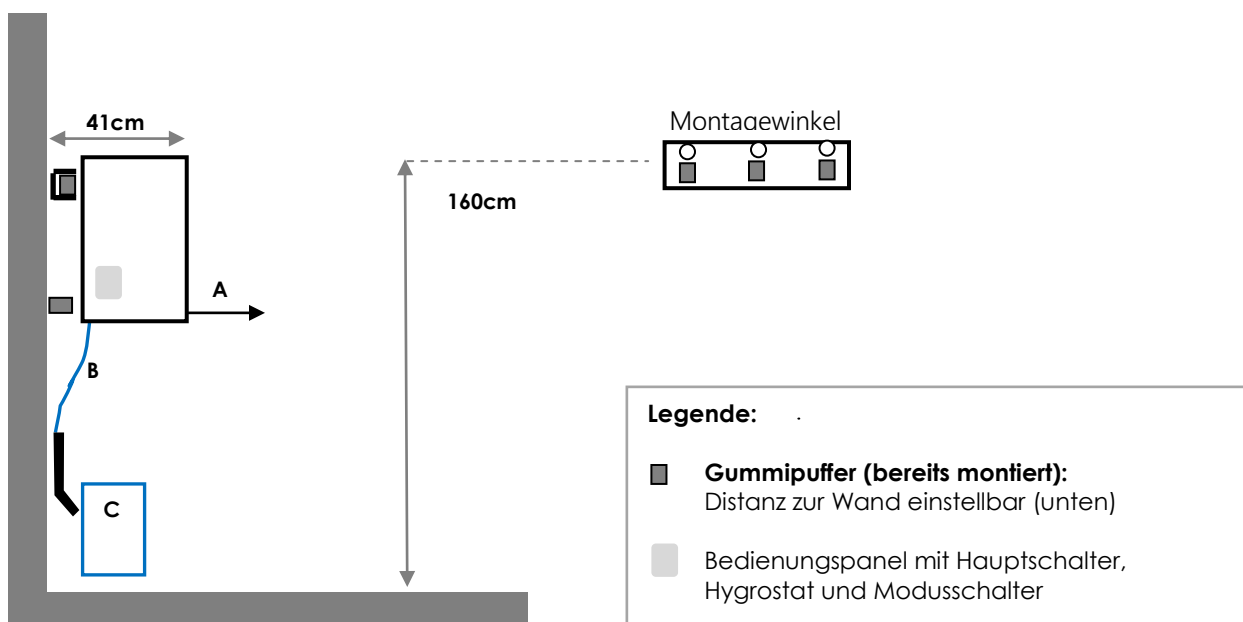 41cm
Montagewinkel
160cm
A
B
C
Legende:
Gummipuffer (bereits montiert):
Distanz zur Wand einstellbar (unten)
Bedienungspanel mit Hauptschalter,
Hygrostat und Modusschalter